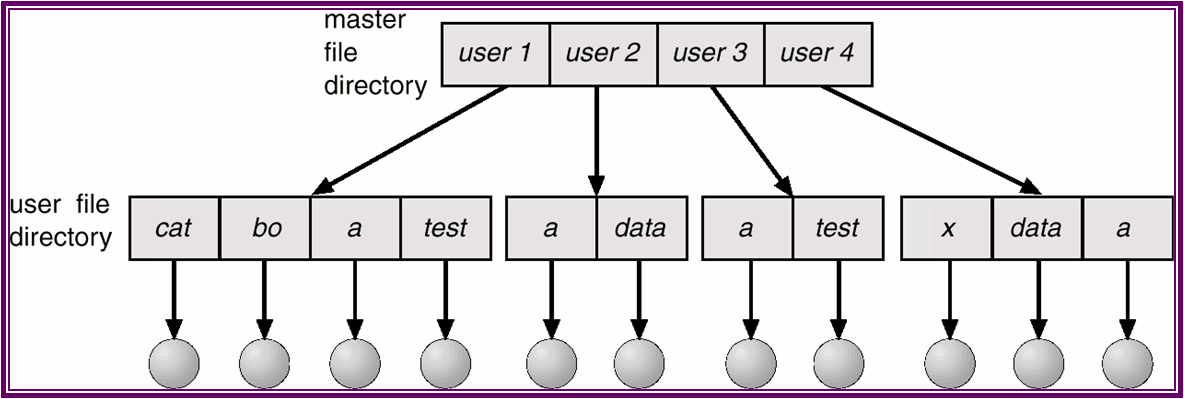 master
file
directory
user 1 user 2 user 3 user 4
user file
directory
cat bo a test a data a test x data a